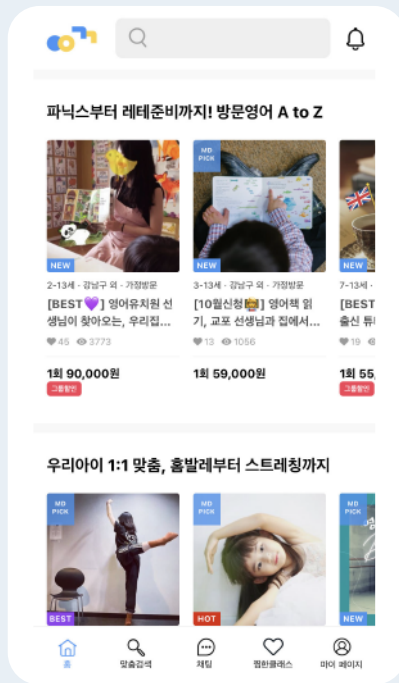 파닉스부터 레테준비까지! 방문영어 A to Z
MD
PICK
NEW
NEW
NEW
2-13세 · 강남구 외 · 가정방문
3-13세 · 강남구 외 · 가정방문
7-13세 ·
[BEST💜] 영어유치원 선
생님이 찾아오는, 우리집...
[10월신청🎃] 영어책 읽
기, 교포 선생님과 집에서...
[BEST
출신 튜
45 3773
13 1056
19
1회 90,000원
1회 59,000원
1회 55,
그룹할인
그룹할인
우리아이 1:1 맞춤, 홈발레부터 스트레칭까지
MD
PICK
MD
PICK
MD
PICK
BEST
HOT
NEW
홈
맞춤검색
채팅
찜한클래스
마이 페이지